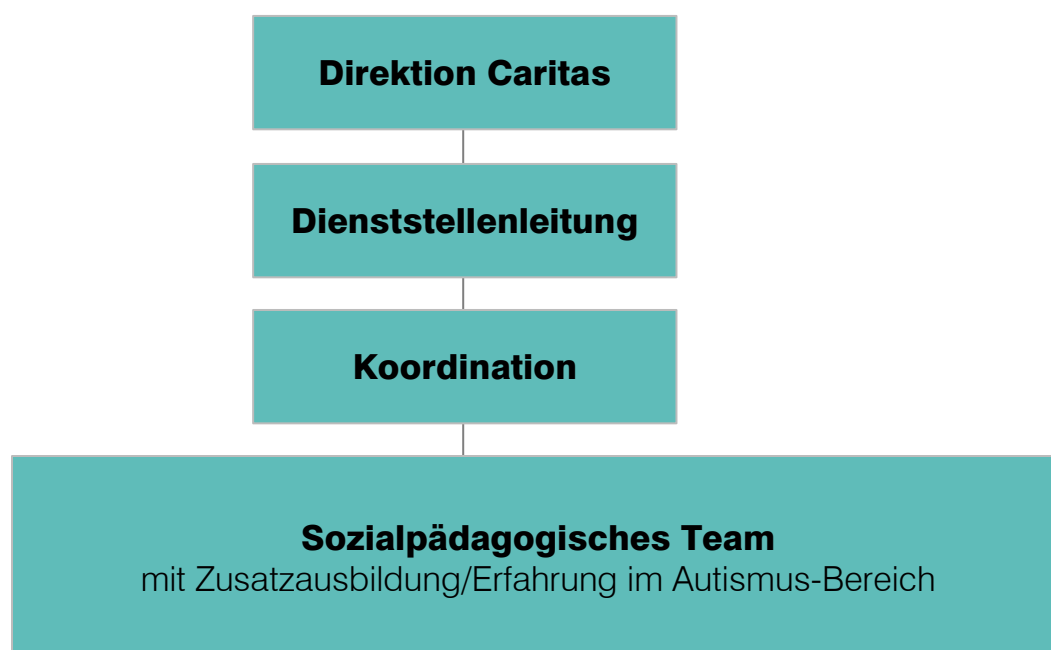 Direktion Caritas
Dienststellenleitung
Koordination
Sozialpädagogisches Team
mit Zusatzausbildung/Erfahrung im Autismus-Bereich